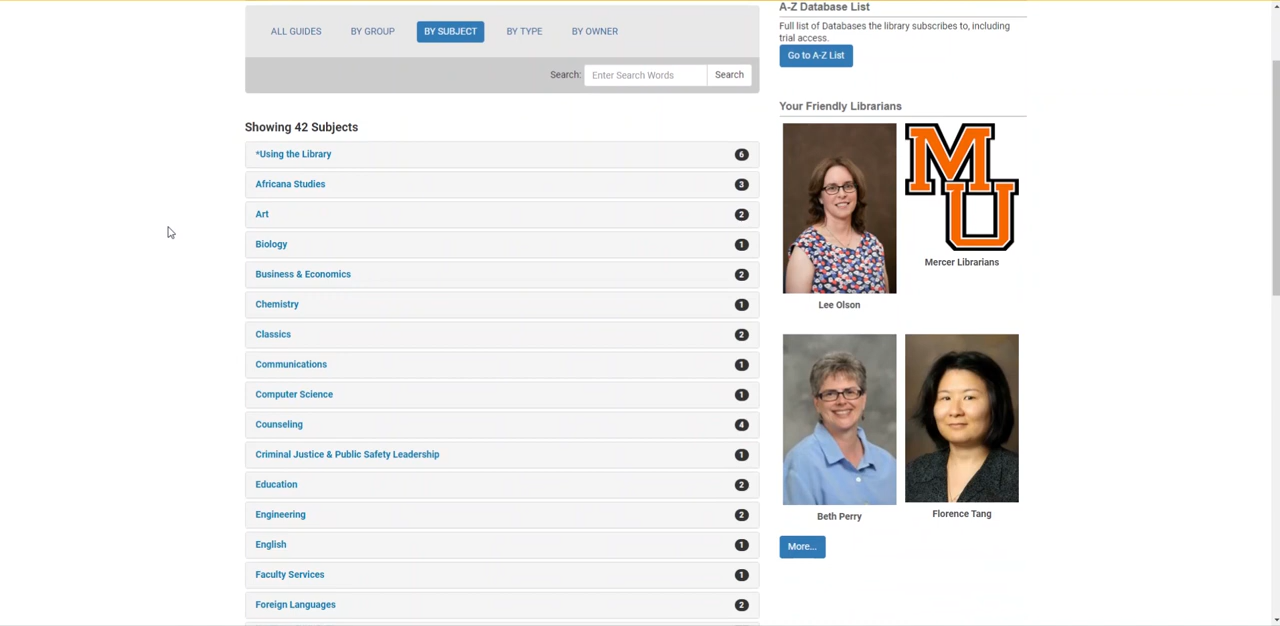 ALL GUIDES
BY GROUP
BY SUBJECT
BY TYPE
BY OWNER
Search:
Enter Search Words
Search
Showing 42 Subjects
*Using the Library 6
Africana Studies 3
Art 2
Biology 1
Business & Economics 2
Chemistry 1
Classics 2
Communications 1
Computer Science 1
Counseling 4
Criminal Justice & Public Safety Leadership 1
Education 2
Engineering 2
English 1
Faculty Services 1
Foreign Languages 2
A-Z Database List
Full list of Databases the library subscribes to, including
trial access.
Go to A-Z List
Your Friendly Librarians
Lee Olson
MU
Mercer Librarians
Beth Perry
Florence Tang
More...